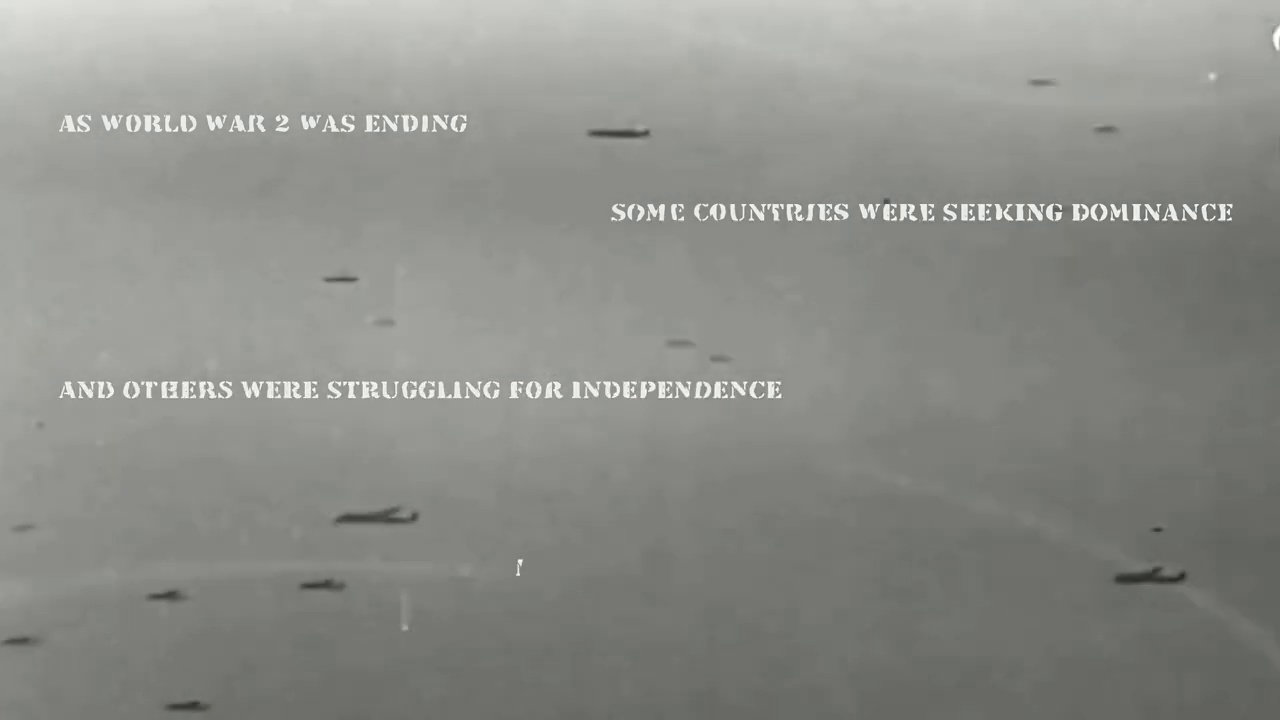 AS WORLD WAR 2 WAS ENDING
SOME COUNTRIES WERE SEEKING DOMINANCE
AND OTHERS WERE STRUGGLING FOR INDEPENDENCE